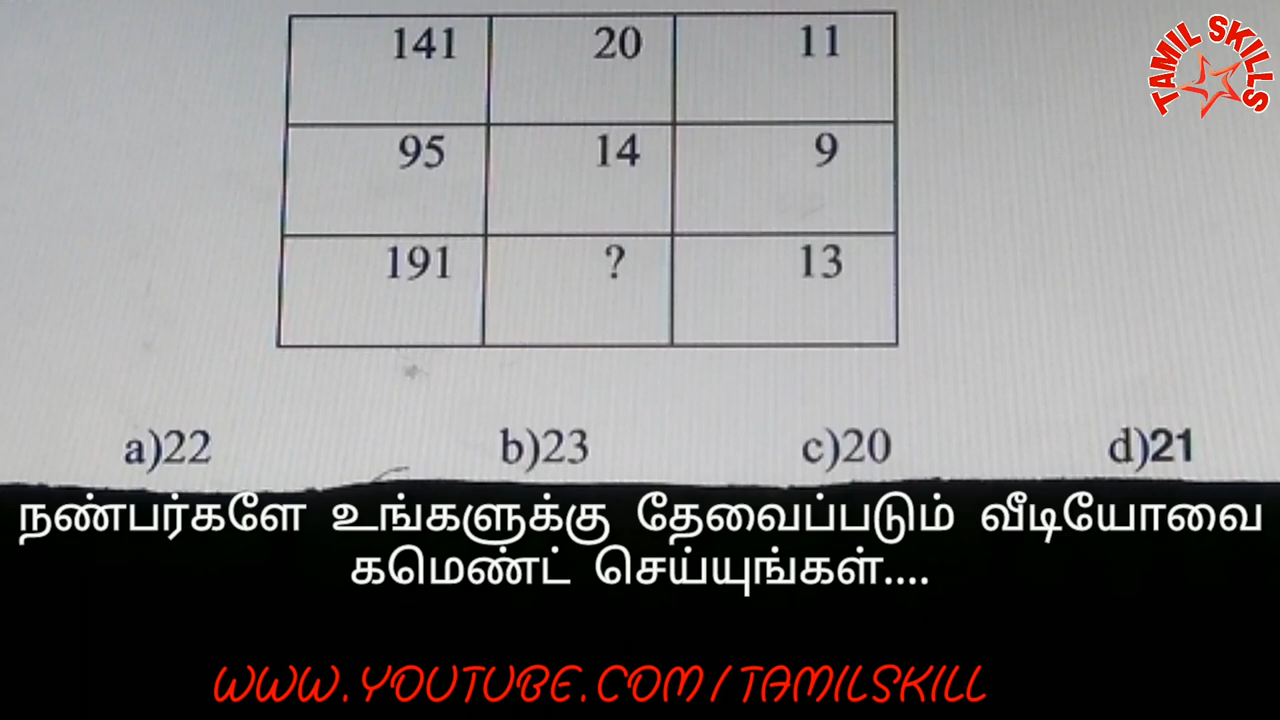 TAMIL SKILLS
141 20 11
95 14 9
191 ? 13
a)22 b)23 c)20 d)21
நண்பர்களே உங்களுக்கு தேவைப்படும் வீடியோவை
கமெண்ட் செய்யுங்கள்....
WWW.YOUTUBE.COM/TAMILSKILL